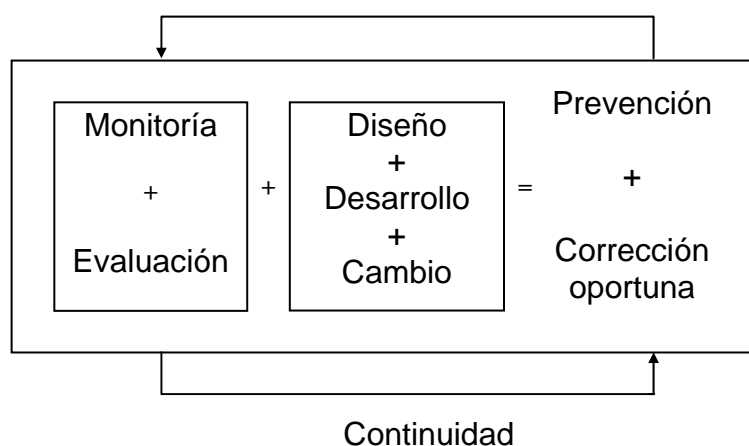 Monitoría
+
Evaluación
+
Diseño
+
Desarrollo
+
Cambio
=
Prevención
+
Corrección
oportuna
Continuidad